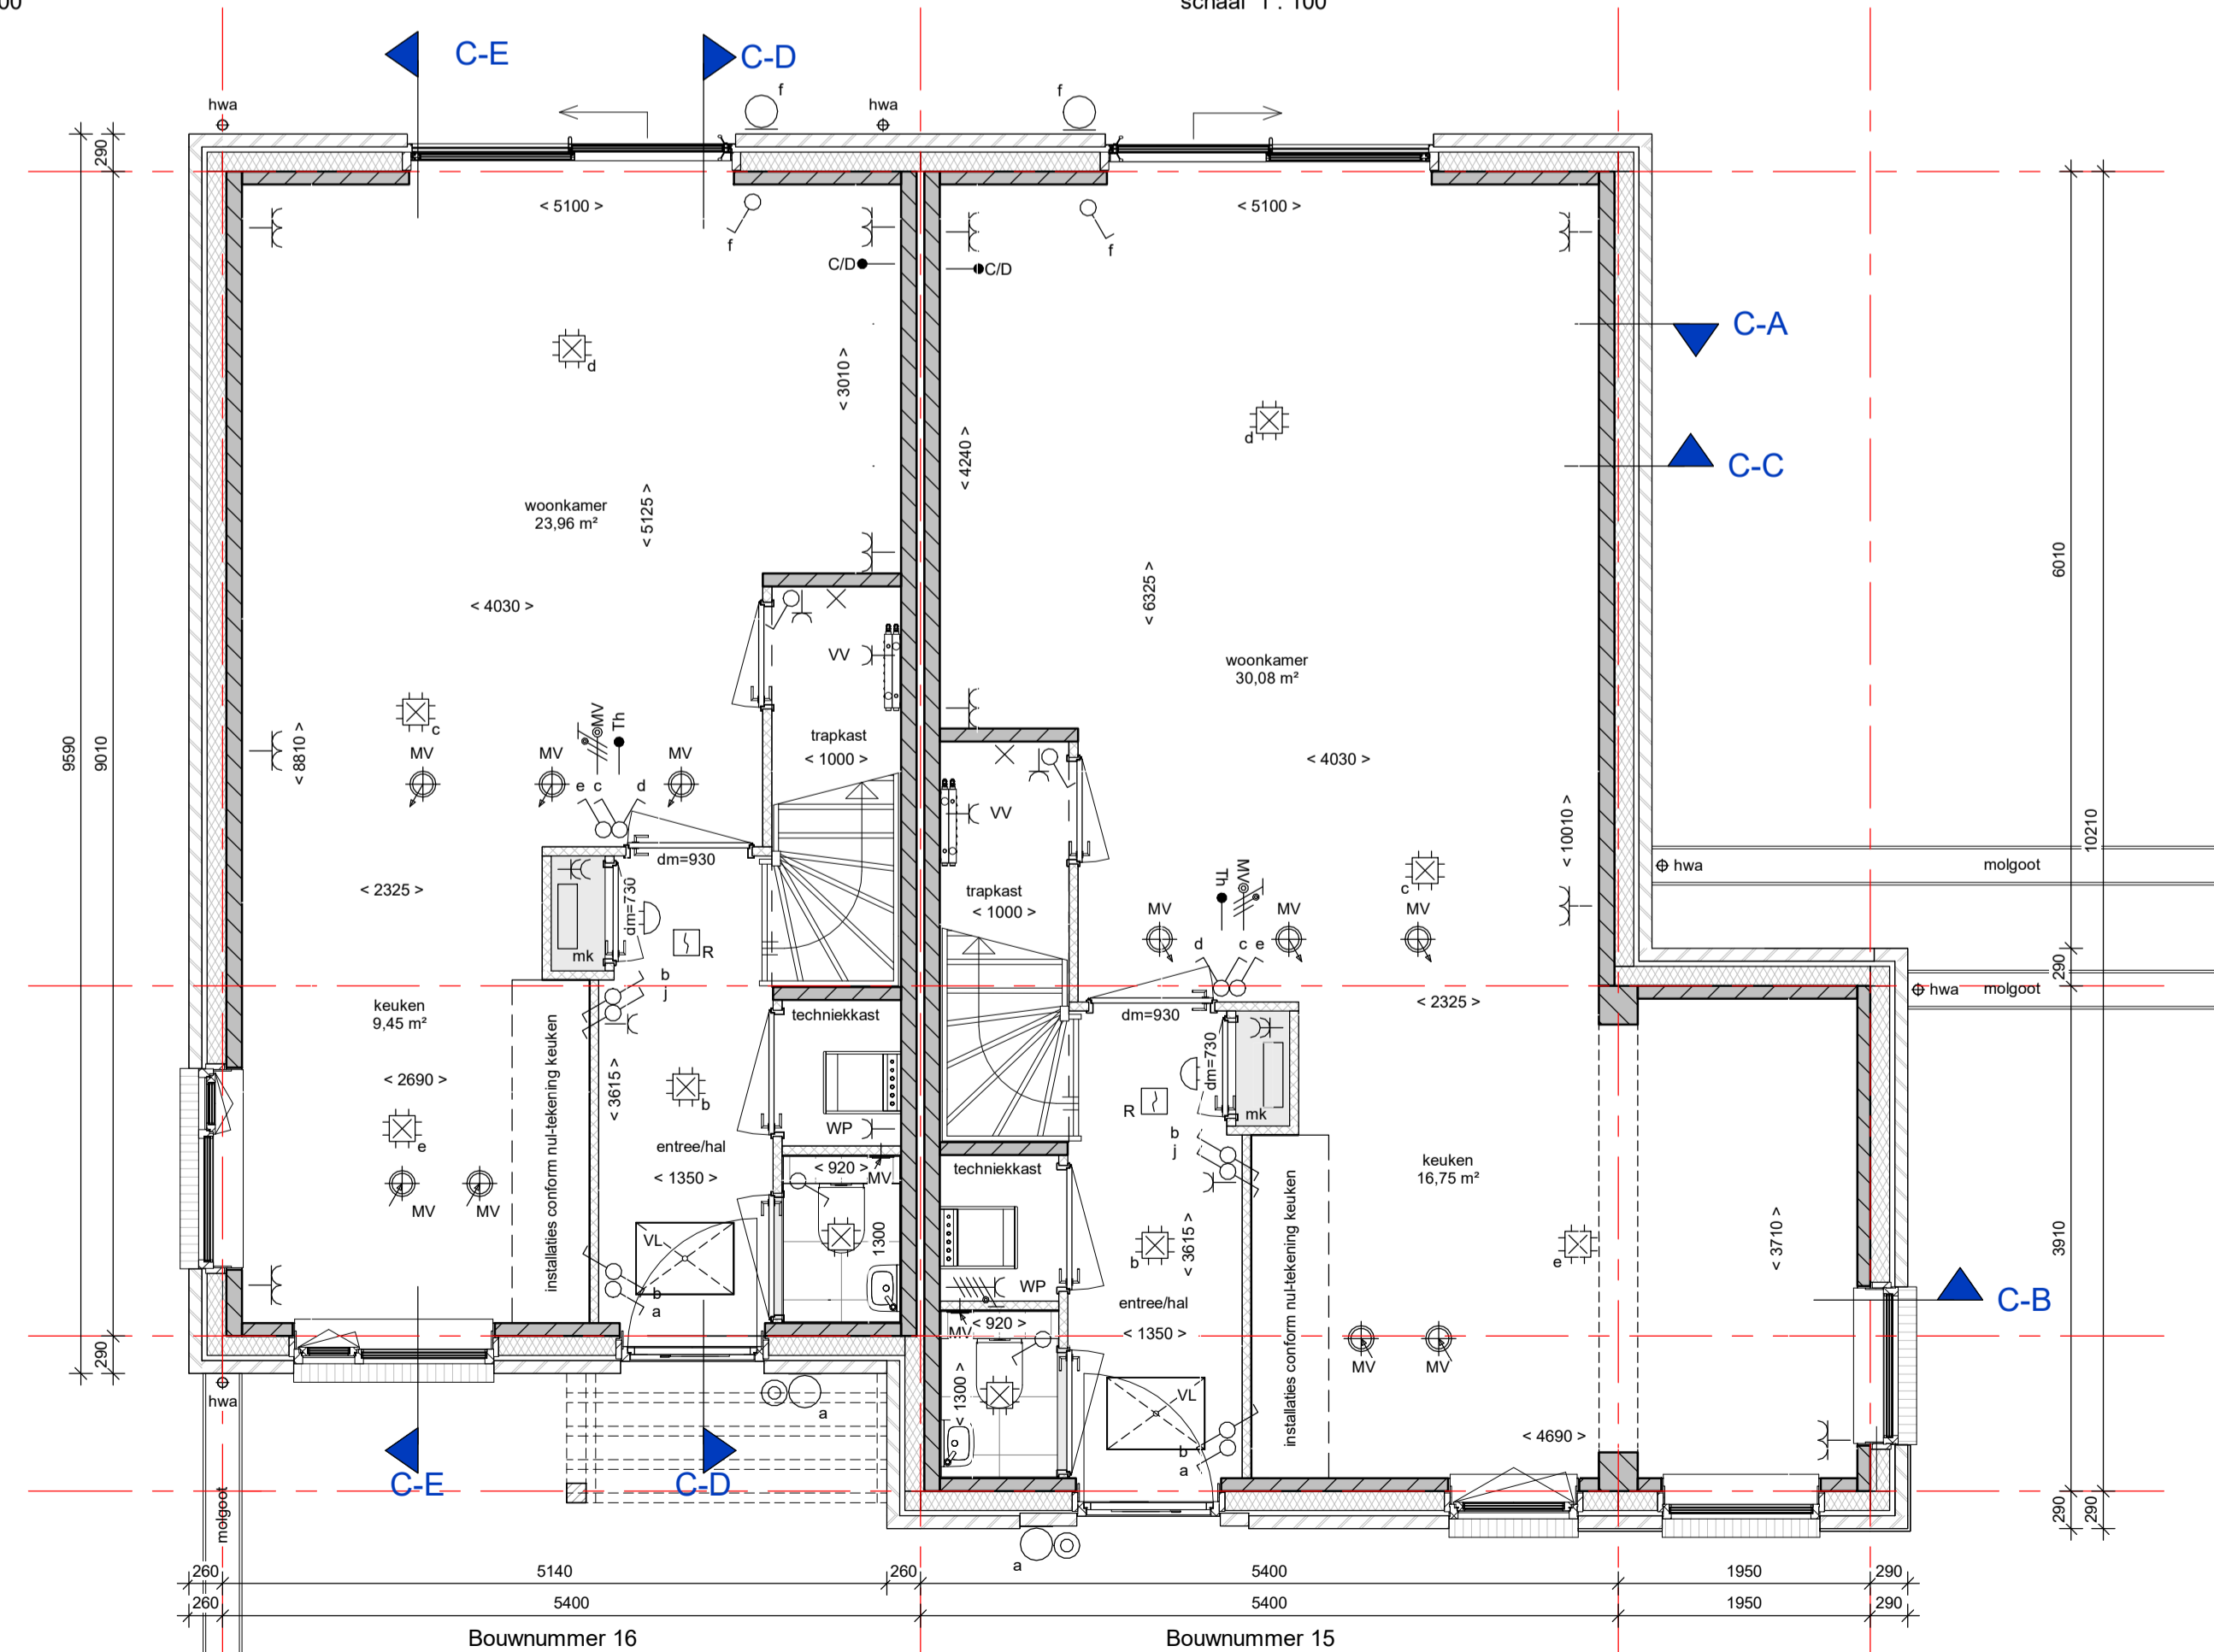 00
schaal 1 : 100
C-E
C-D
f
f
hwa
hwa
290
< 5100 >
< 5100 >
f
f
C/D
C/D
C-A
d
< 3010 >
d
< 4240 >
C-C
woonkamer
23,96 m²
< 5125 >
6010
< 4030 >
< 6325 >
VV
woonkamer
30,08 m²
c
MV
MV
MV
MV
Th
e c d
trapkast
< 1000 >
< 4030 >
9590
9010
< 8810 >
VV
< 10010 >
10210
dm=930
hwa
molgoot
< 2325 >
dm=730
trapkast
< 1000 >
c
Th
MV
MV
MV
MV
R
mk
d c e
b
j
290
hwa
molgoot
keuken
9,45 m²
techniekkast
dm=930
< 2325 >
installaties conform nul-tekening keuken
dm=730
< 2690 >
< 3615 >
b
R
mk
e
WP
b
j
entree/hal
< 1350 >
< 920 >
MV
techniekkast
keuken
16,75 m²
MV
MV
VL
1300
b
< 3615 >
installaties conform nul-tekening keuken
e
< 3710 >
3910
b
a
WP
entree/hal
< 1350 >
C-B
MV
< 920 >
290
MV
MV
hwa
a
< 1300 >
VL
b
a
< 4690 >
C-E
C-D
molgoot
290
290
a
260
5140
260
5400
1950
290
260
5400
5400
1950
290
Bouwnummer 16
Bouwnummer 15